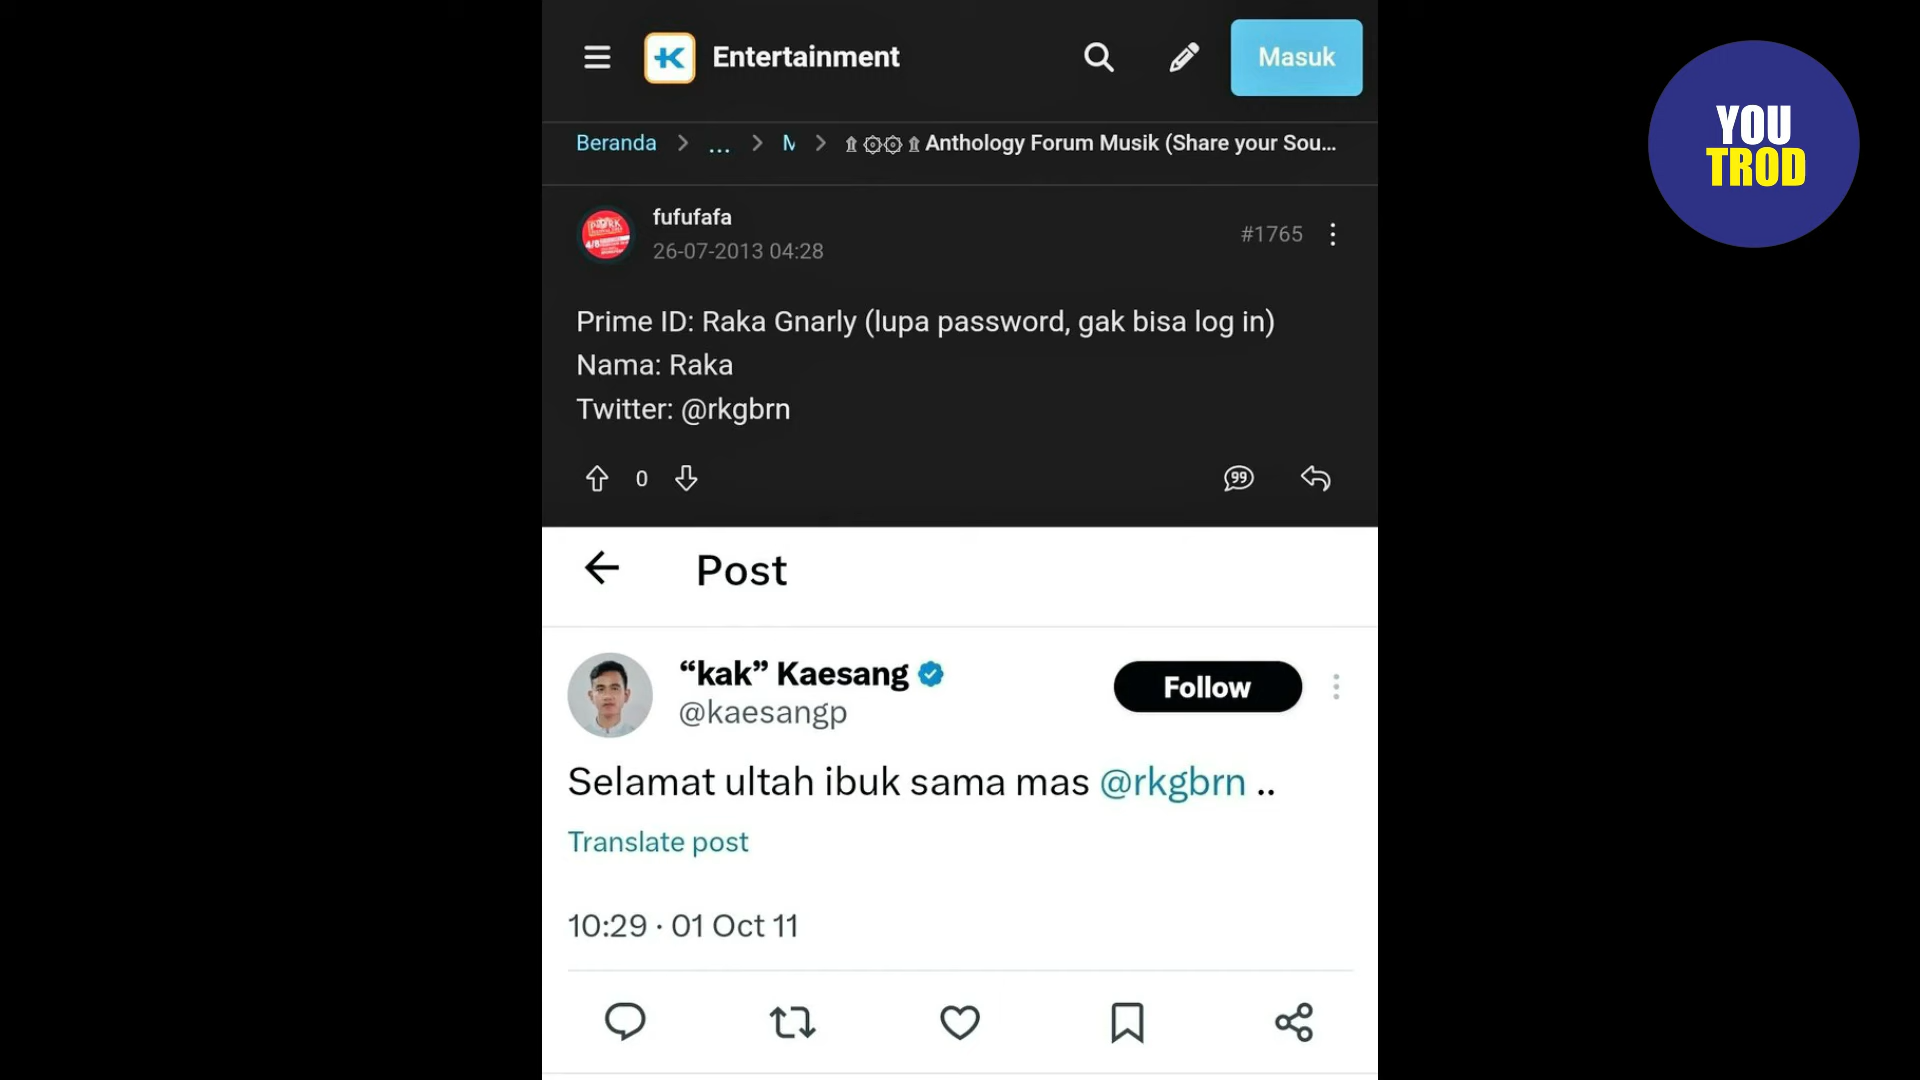 Entertainment
Masuk
YOU
TROD
Beranda > ... > M > Anthology Forum Musik (Share your Sou...
fufufafa
26-07-2013 04:28
#1765
Prime ID: Raka Gnarly (lupa password, gak bisa log in)
Nama: Raka
Twitter: @rkgbrn
0
99
Post
“kak” Kaesang
@kaesangp
Follow
Selamat ultah ibuk sama mas @rkgbrn ..
Translate post
10:29 · 01 Oct 11